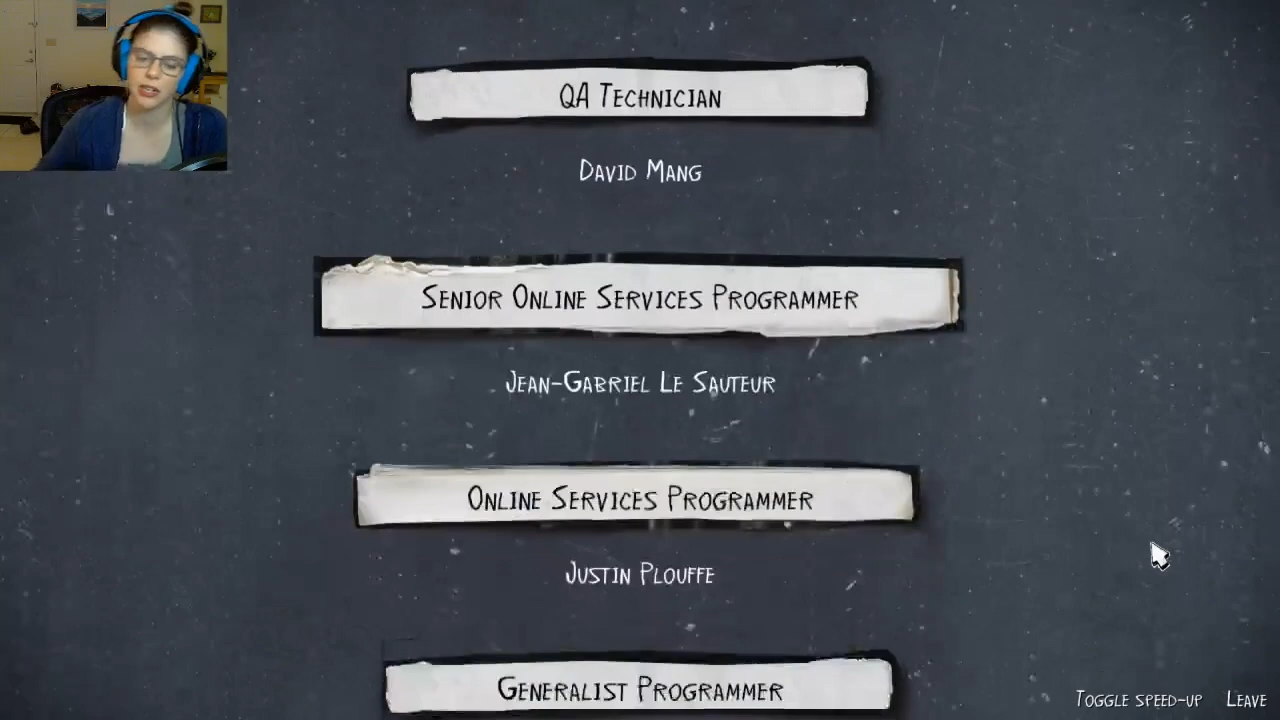 QA Technician
David Mang
Senior Online Services Programmer
Jean-Gabriel Le Sauteur
Online Services Programmer
Justin Plouffe
Generalist Programmer
Toggle speed-up Leave